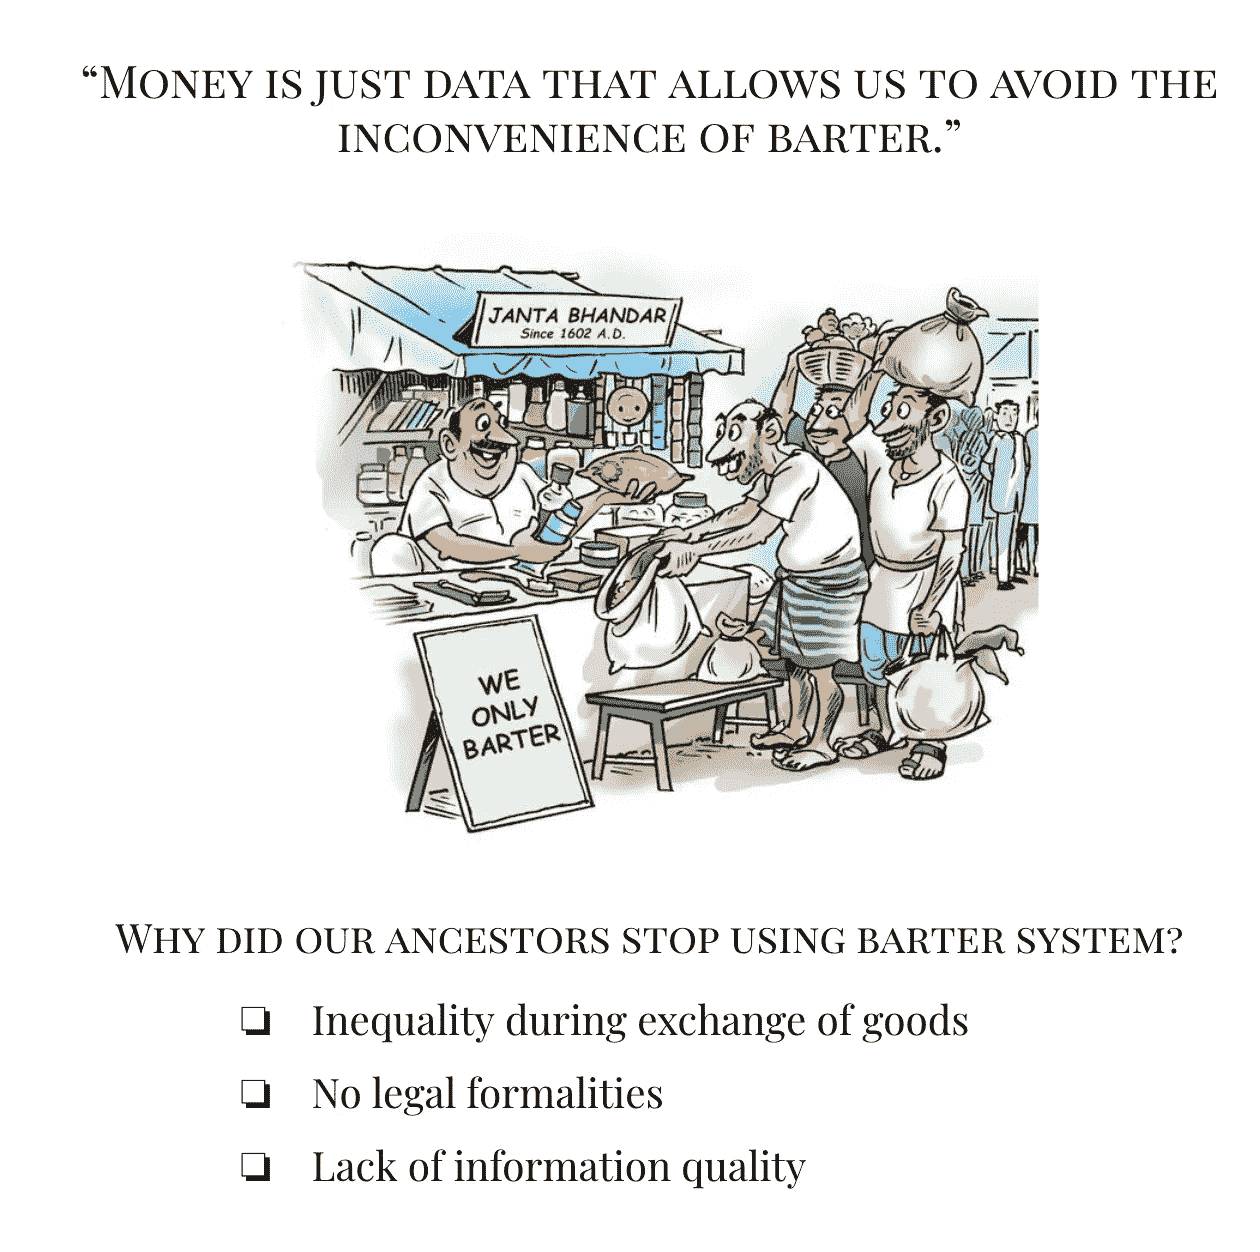 “Money is just data that allows us to avoid the
inconvenience of barter.”
JANTA BHANDAR
Since 1602 A.D.
WE
ONLY
BARTER
Why did our ancestors stop using barter system?
❏ Inequality during exchange of goods
❏ No legal formalities
❏ Lack of information quality